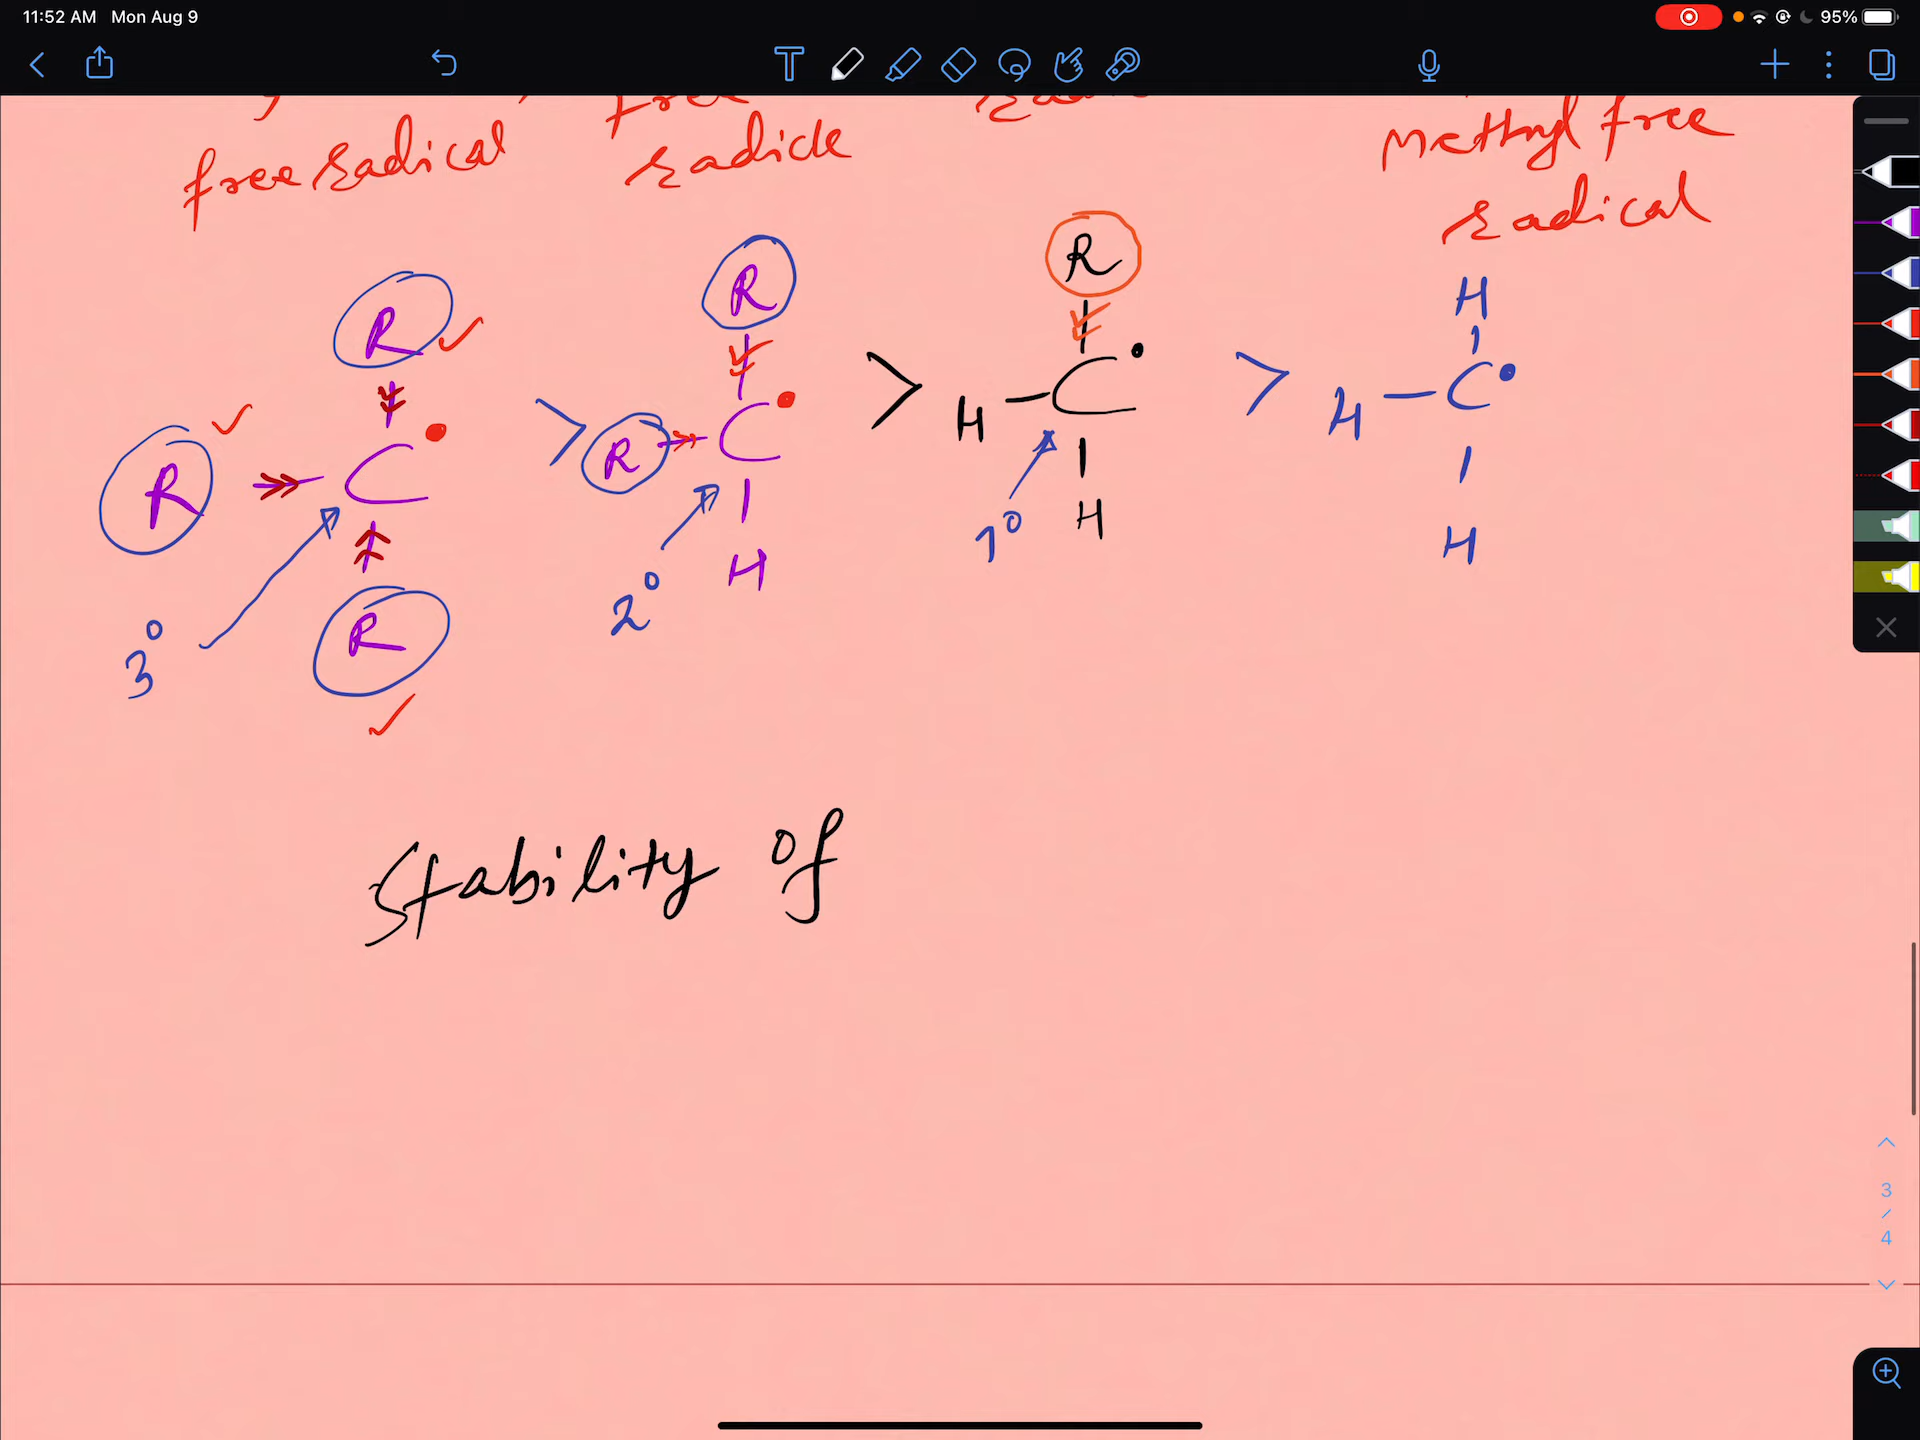 11:52 AM Mon Aug 9
95%
free radical
free
radicle
Methyl free
radical
R
R
C
R
3°
>
R
R
C
H
2°
>
R
H
C
H
1°
>
H
H
C
H
Stability of
3
/
4